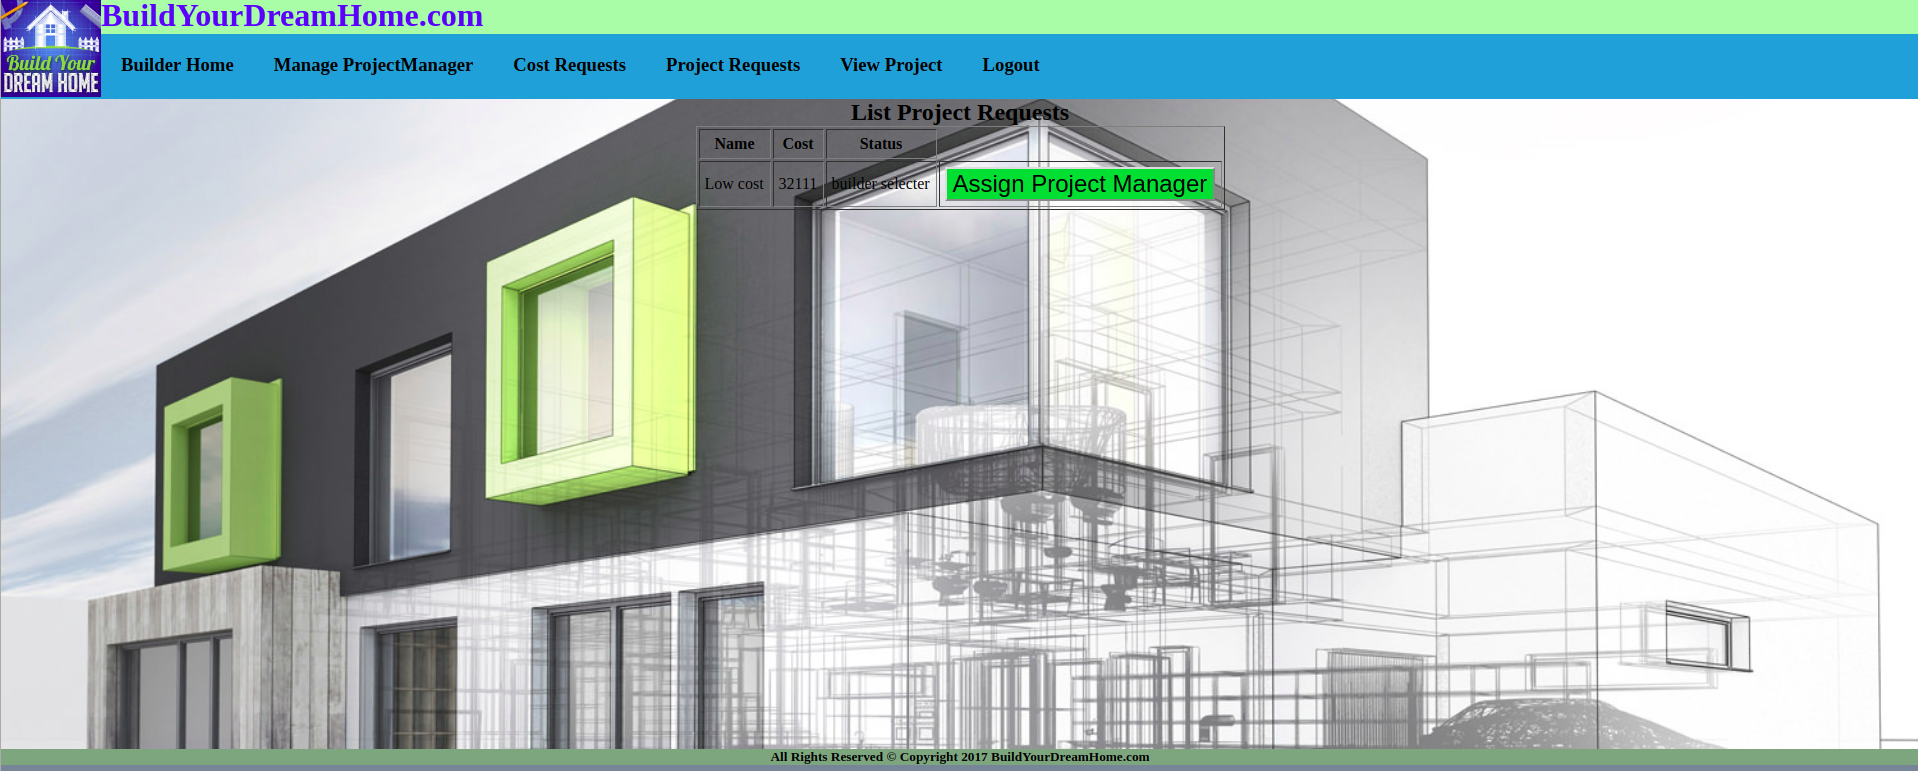 BuildYourDreamHome.com
Build Your
DREAM HOME
Builder Home Manage ProjectManager Cost Requests Project Requests View Project Logout
List Project Requests
Name Cost Status
Low cost 32111 builder selecter Assign Project Manager
All Rights Reserved © Copyright 2017 BuildYourDreamHome.com